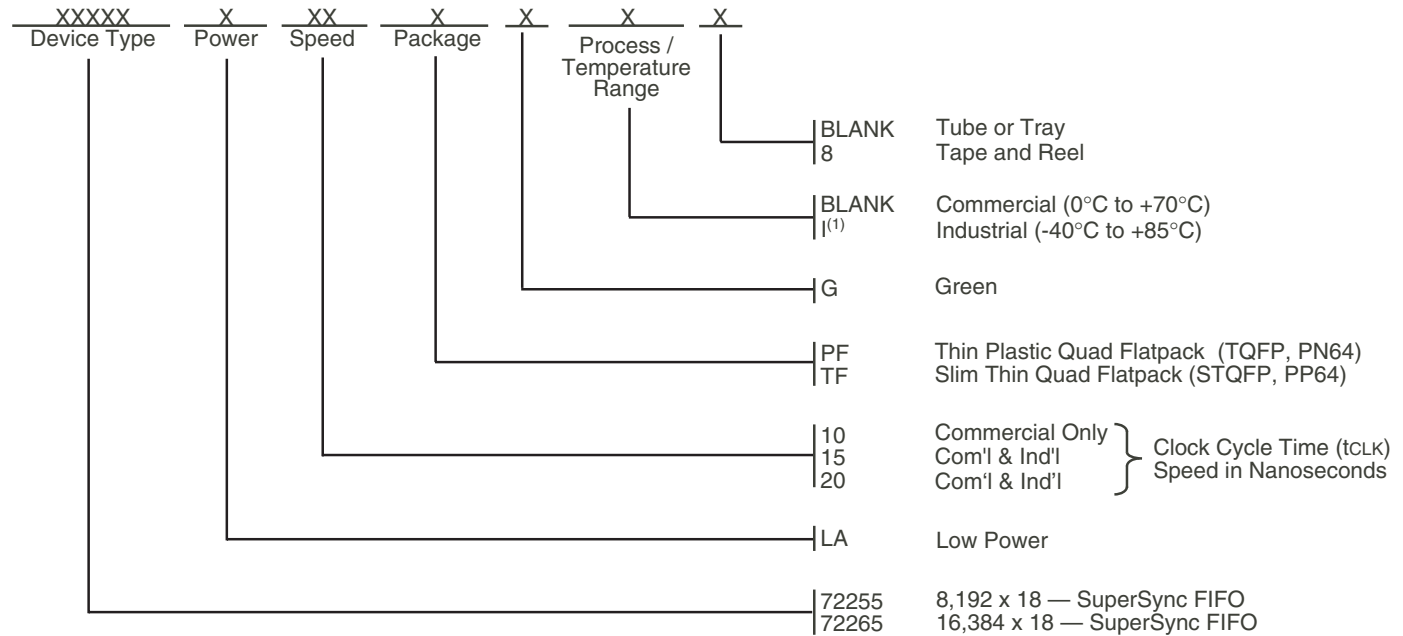 XXXXX X XX X X X X
Device Type Power Speed Package Process /
Temperature
Range
BLANK Tube or Tray
8 Tape and Reel
BLANK Commercial (0°C to +70°C)
I(1) Industrial (-40°C to +85°C)
G Green
PF Thin Plastic Quad Flatpack (TQFP, PN64)
TF Slim Thin Quad Flatpack (STQFP, PP64)
10 Commercial Only
15 Com'l & Ind'l
20 Com‘l & Ind’l
Clock Cycle Time (tCLK)
Speed in Nanoseconds
LA Low Power
72255 8,192 x 18 — SuperSync FIFO
72265 16,384 x 18 — SuperSync FIFO